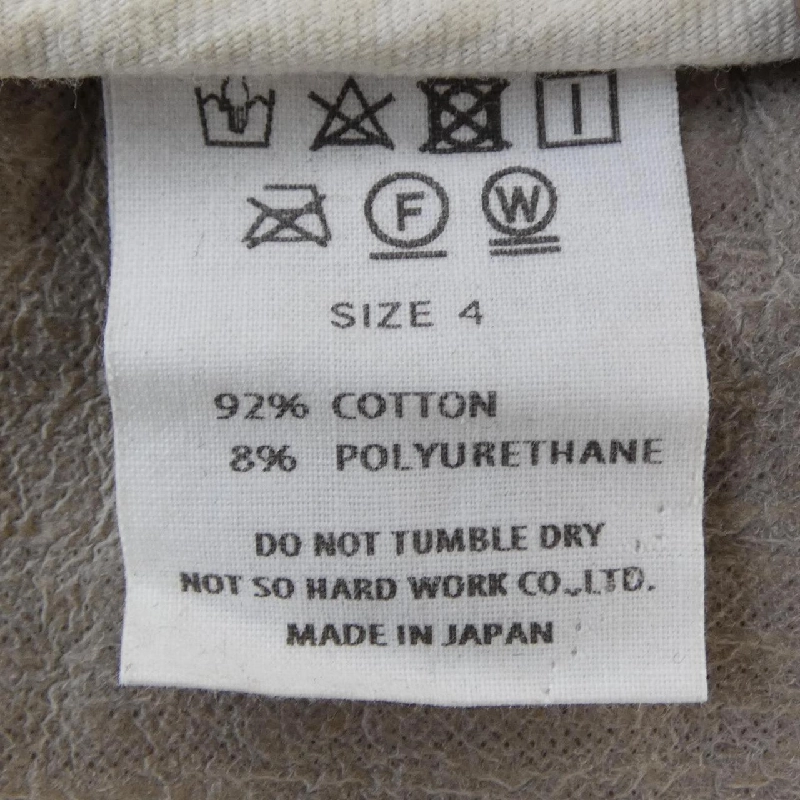 F W
SIZE 4
92% COTTON
8% POLYURETHANE
DO NOT TUMBLE DRY
NOT SO HARD WORK CO.,LTD.
MADE IN JAPAN